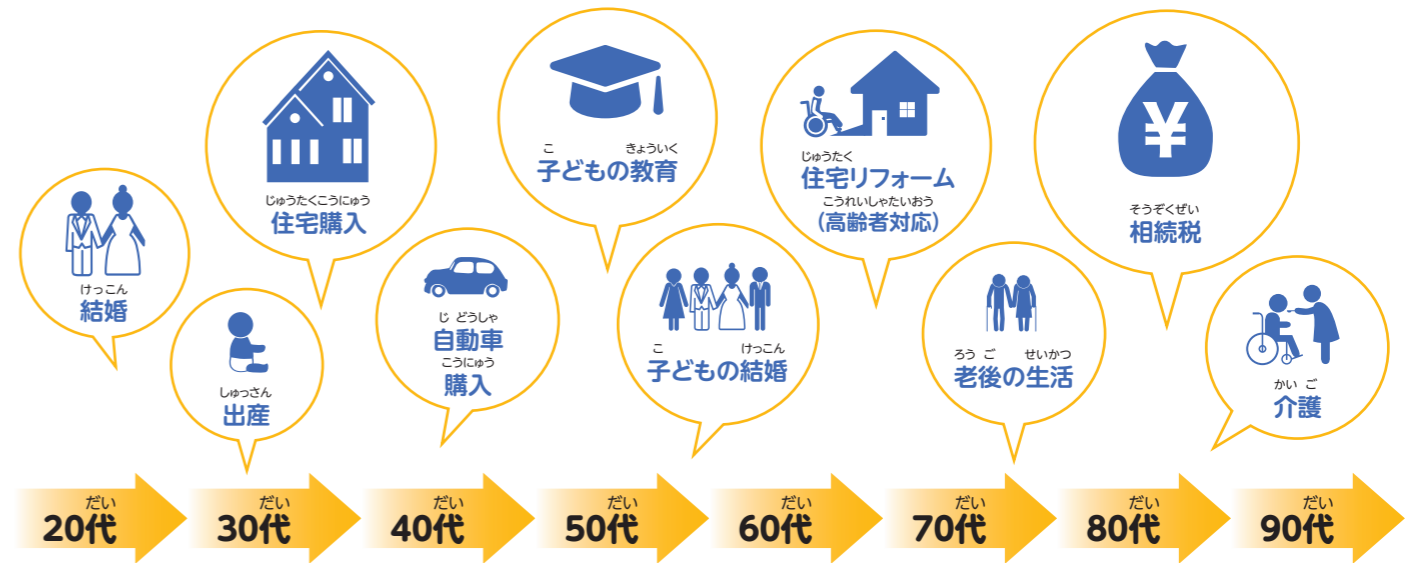 けっこん
結婚
しゅっさん
出産
じゅうたくこうにゅう
住宅購入
じどうしゃ
自動車
こうにゅう
購入
こ きょういく
子どもの教育
こ けっこん
子どもの結婚
じゅうたく
住宅リフォーム
こうれいしゃたいおう
(高齢者対応)
ろうご せいかつ
老後の生活
そうぞくぜい
¥
相続税
かいご
介護
だい
20代
だい
30代
だい
40代
だい
50代
だい
60代
だい
70代
だい
80代
だい
90代